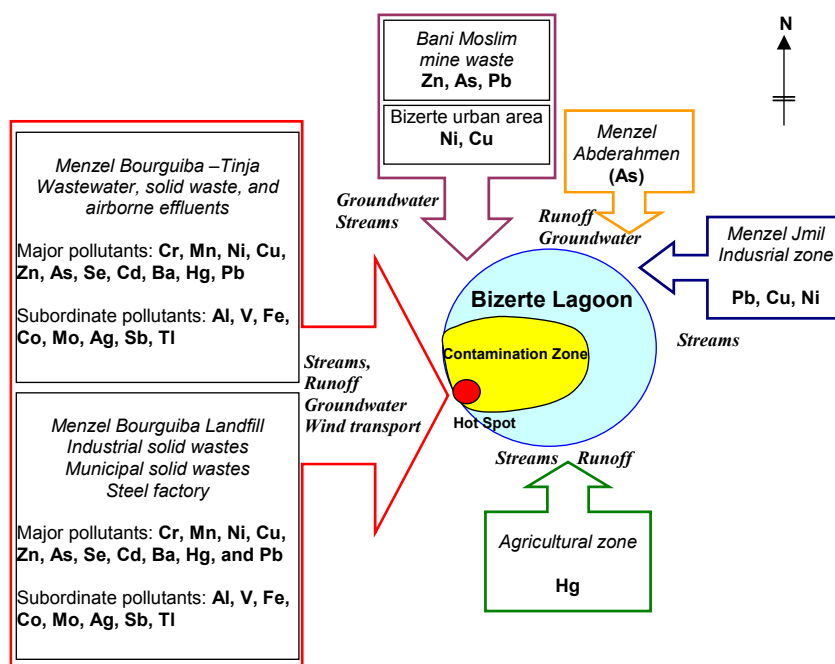 Bani Moslim
mine waste
Zn, As, Pb
Bizerte urban area
Ni, Cu
Groundwater
Streams
N
Menzel
Abderahmen
(As)
Runoff
Groundwater
Menzel Jmil
Indusrial zone
Pb, Cu, Ni
Streams
Menzel Bourguiba –Tinja
Wastewater, solid waste, and
airborne effluents
Major pollutants: Cr, Mn, Ni, Cu,
Zn, As, Se, Cd, Ba, Hg, Pb
Subordinate pollutants: Al, V, Fe,
Co, Mo, Ag, Sb, Tl
Menzel Bourguiba Landfill
Industrial solid wastes
Municipal solid wastes
Steel factory
Major pollutants: Cr, Mn, Ni, Cu,
Zn, As, Se, Cd, Ba, Hg, and Pb
Subordinate pollutants: Al, V, Fe,
Co, Mo, Ag, Sb, Tl
Streams,
Runoff
Groundwater
Wind transport
Bizerte Lagoon
Contamination Zone
Hot Spot
Streams Runoff
Agricultural zone
Hg